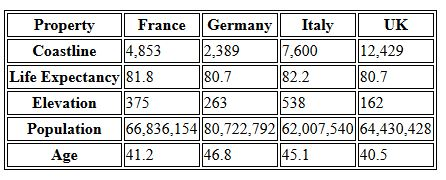 Property France Germany Italy UK
Coastline 4,853 2,389 7,600 12,429
Life Expectancy 81.8 80.7 82.2 80.7
Elevation 375 263 538 162
Population 66,836,154 80,722,792 62,007,540 64,430,428
Age 41.2 46.8 45.1 40.5